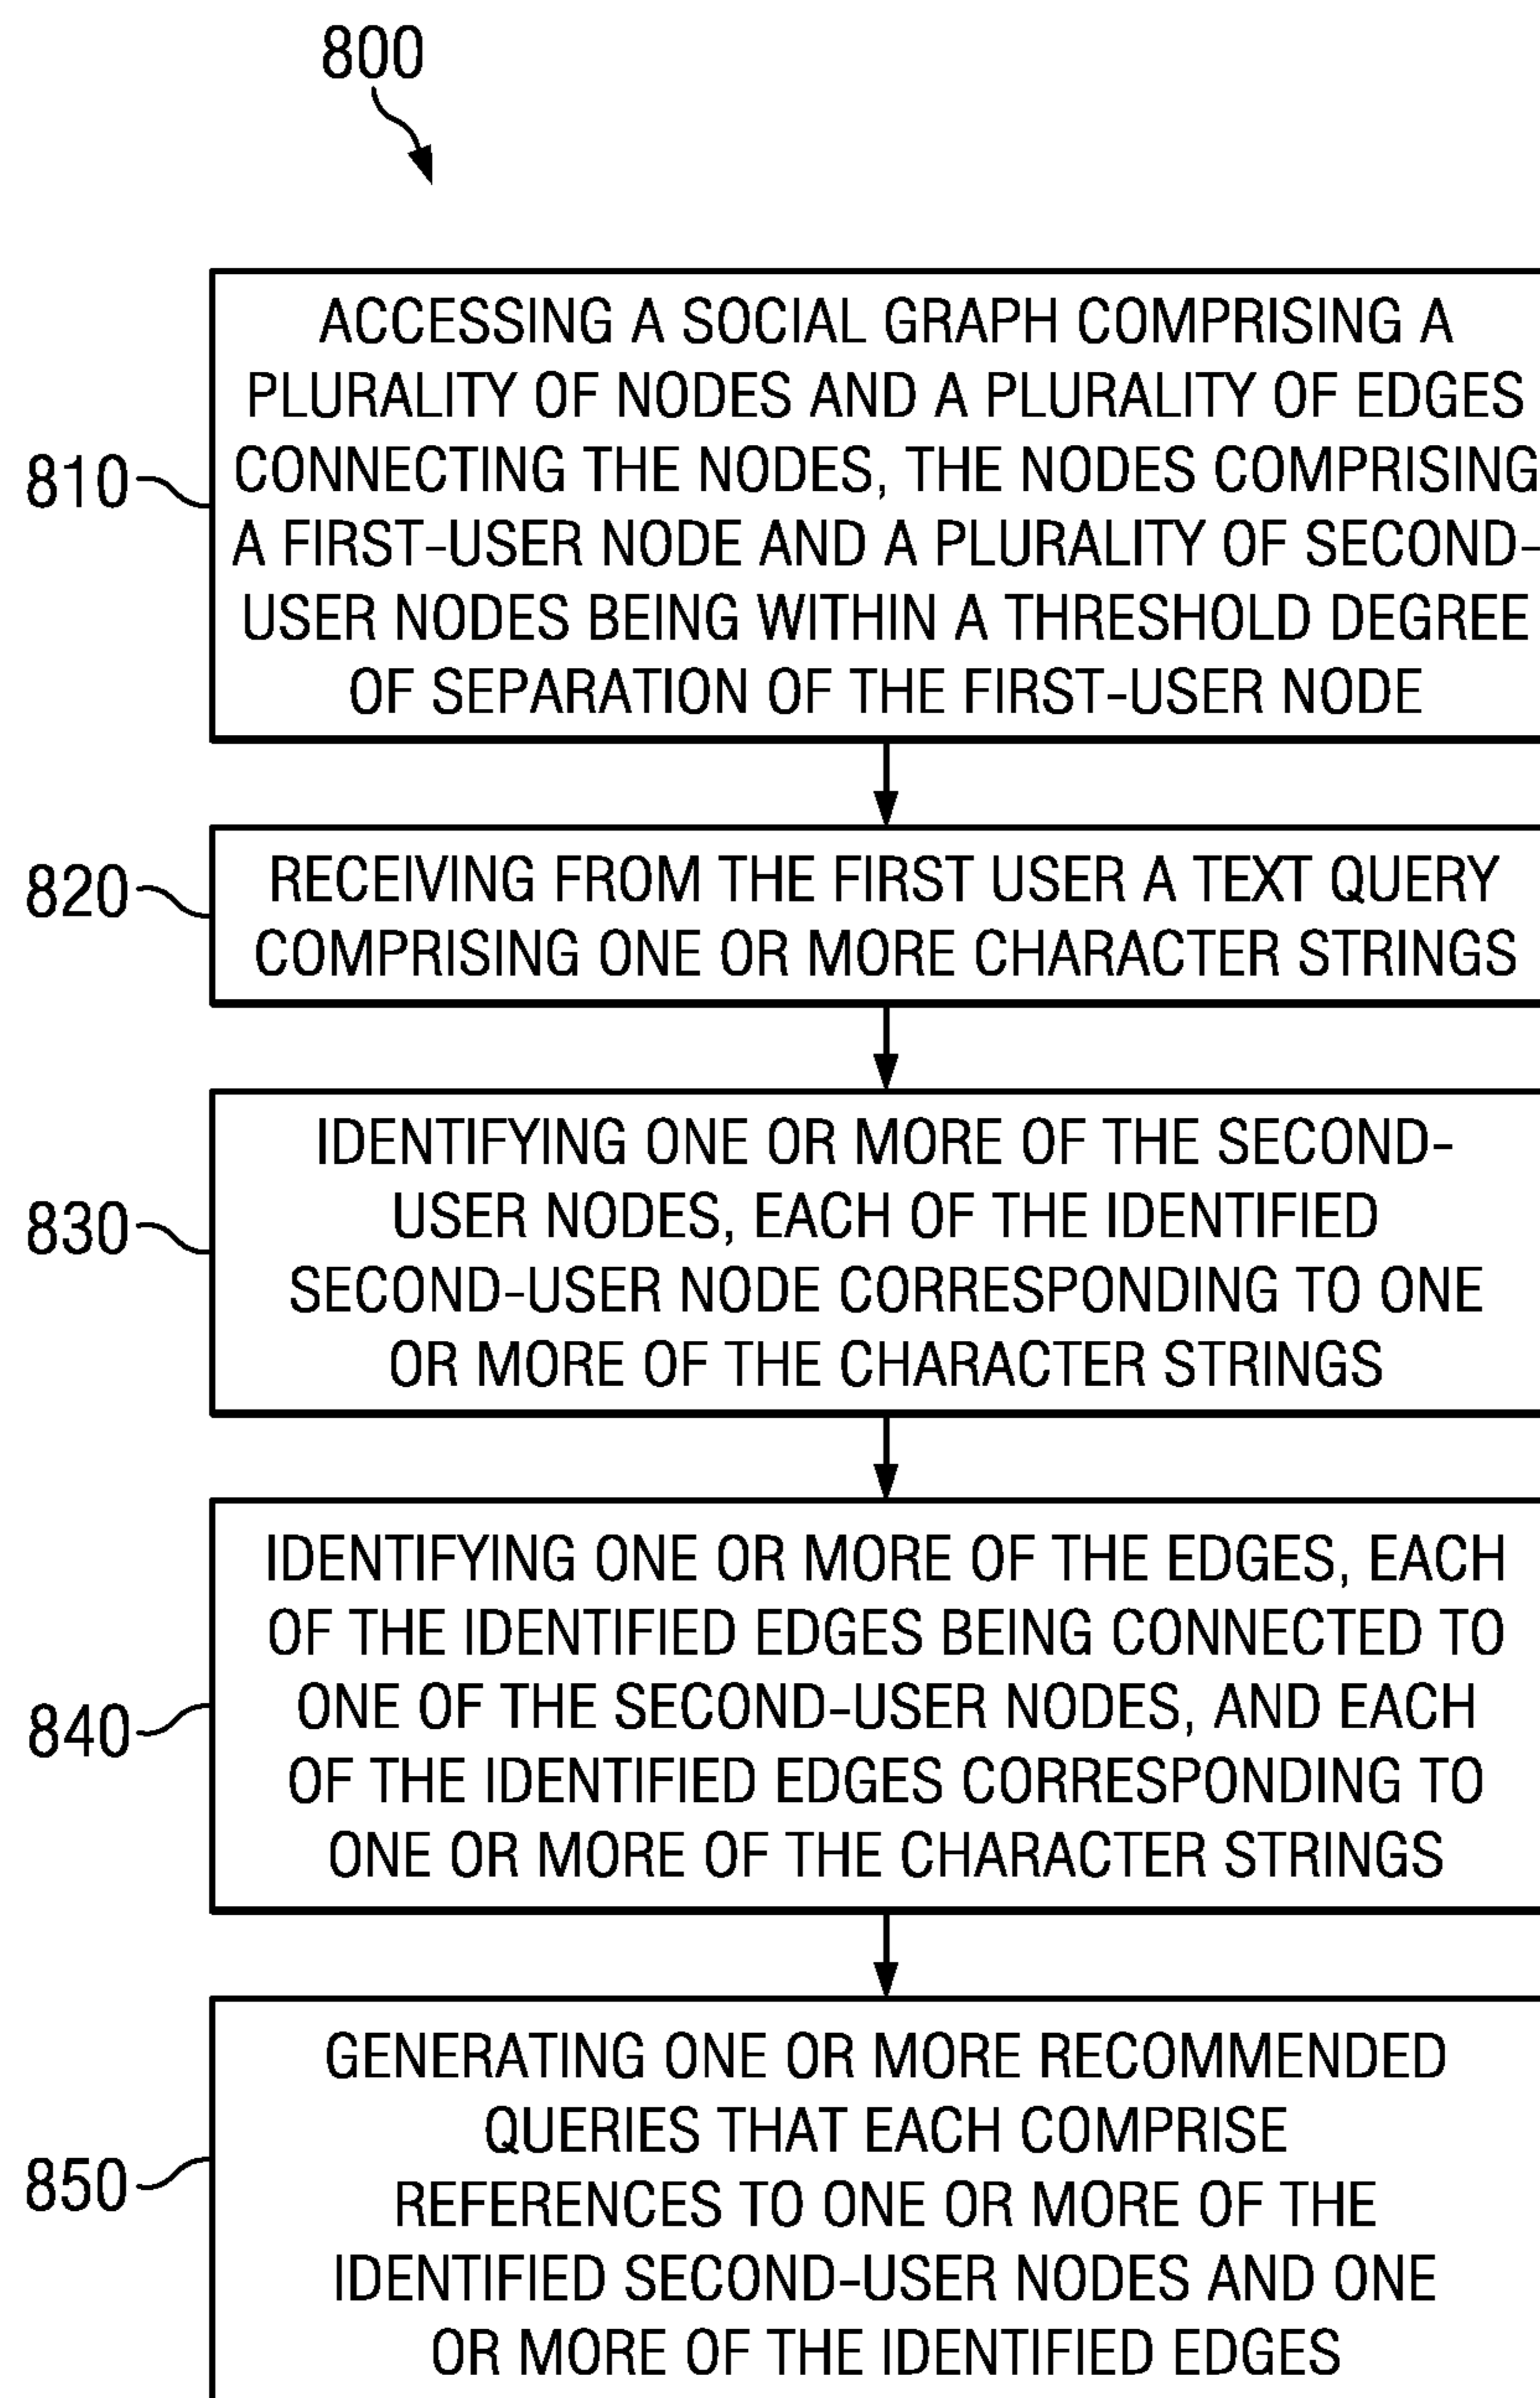 800
810
ACCESSING A SOCIAL GRAPH COMPRISING A
PLURALITY OF NODES AND A PLURALITY OF EDGES
CONNECTING THE NODES, THE NODES COMPRISING
A FIRST-USER NODE AND A PLURALITY OF SECOND-
USER NODES BEING WITHIN A THRESHOLD DEGREE
OF SEPARATION OF THE FIRST-USER NODE
820
RECEIVING FROM THE FIRST USER A TEXT QUERY
COMPRISING ONE OR MORE CHARACTER STRINGS
830
IDENTIFYING ONE OR MORE OF THE SECOND-
USER NODES, EACH OF THE IDENTIFIED
SECOND-USER NODE CORRESPONDING TO ONE
OR MORE OF THE CHARACTER STRINGS
840
IDENTIFYING ONE OR MORE OF THE EDGES, EACH
OF THE IDENTIFIED EDGES BEING CONNECTED TO
ONE OF THE SECOND-USER NODES, AND EACH
OF THE IDENTIFIED EDGES CORRESPONDING TO
ONE OR MORE OF THE CHARACTER STRINGS
850
GENERATING ONE OR MORE RECOMMENDED
QUERIES THAT EACH COMPRISE
REFERENCES TO ONE OR MORE OF THE
IDENTIFIED SECOND-USER NODES AND ONE
OR MORE OF THE IDENTIFIED EDGES